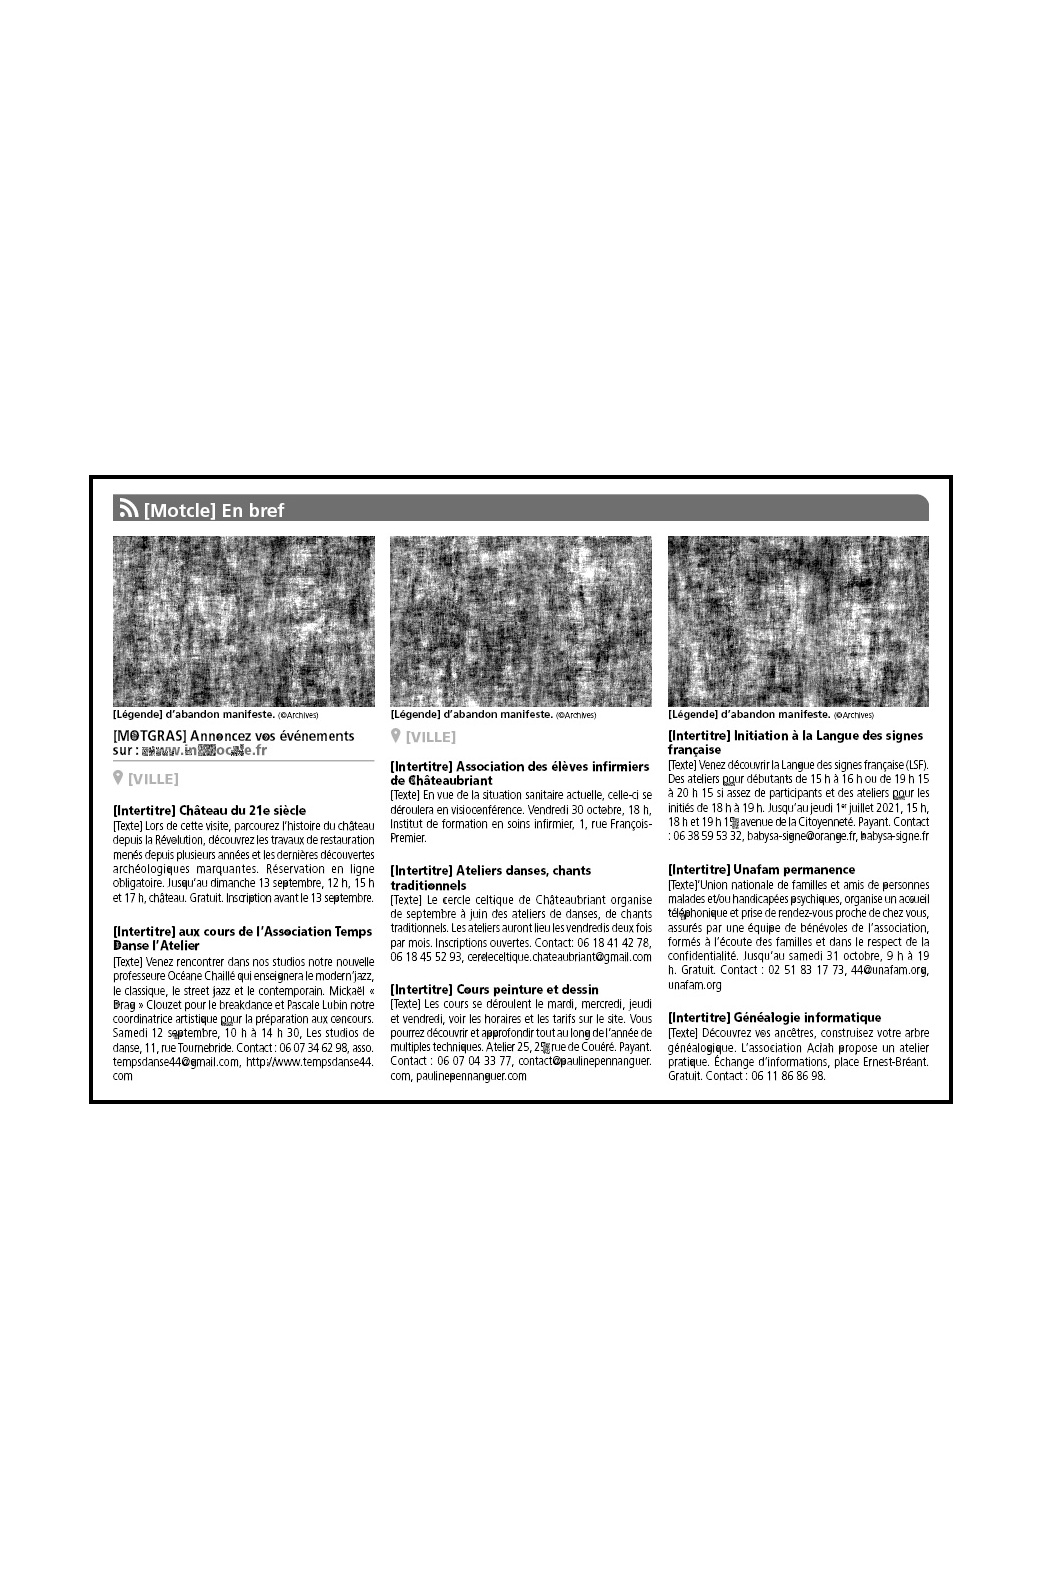 [Motcle] En bref
[Légende] d'abandon manifeste. (©Archives)
[MOTGRAS] Annoncez vos événements
sur :
[VILLE]
[Intertitre] Château du 21e siècle
[Texte] Lors de cette visite, parcourez l'histoire du château
depuis la Révolution, découvrez les travaux de restauration
menés depuis plusieurs années et les dernières découvertes
archéologiques marquantes. Réservation en ligne
obligatoire. Jusqu'au dimanche 13 septembre, 12 h, 15 h
et 17 h, château. Gratuit. Inscription avant le 13 septembre.
[Intertitre] aux cours de l'Association Temps
Danse l'Atelier
[Texte] Venez rencontrer dans nos studios notre nouvelle
professeure Océane Chaillé qui enseignera le modern'jazz,
le classique, le street jazz et le contemporain. Mickaël «
Brag » Clouzet pour le breakdance et Pascale Lubin notre
coordinatrice artistique pour la préparation aux concours.
Samedi 12 septembre, 10 h à 14 h 30, Les studios de
danse, 11, rue Tournebride. Contact : 06 07 34 62 98, asso.
tempsdanse44@gmail.com, http://www.tempsdanse44.
com
[Légende] d'abandon manifeste. (©Archives)
[VILLE]
[Intertitre] Association des élèves infirmiers
de Châteaubriant
[Texte] En vue de la situation sanitaire actuelle, celle-ci se
déroulera en visioconférence. Vendredi 30 octobre, 18 h,
Institut de formation en soins infirmier, 1, rue François-
Premier.
[Intertitre] Ateliers danses, chants
traditionnels
[Texte] Le cercle celtique de Châteaubriant organise
de septembre à juin des ateliers de danses, de chants
traditionnels. Les ateliers auront lieu les vendredis deux fois
par mois. Inscriptions ouvertes. Contact: 06 18 41 42 78,
06 18 45 52 93, cerleceltique.chateaubriant@gmail.com
[Intertitre] Cours peinture et dessin
[Texte] Les cours se déroulent le mardi, mercredi, jeudi
et vendredi, voir les horaires et les tarifs sur le site. Vous
pourrez découvrir et approfondir tout au long de l'année de
multiples techniques. Atelier 25, 25 rue de Couéré. Payant.
Contact : 06 07 04 33 77, contact@paulinepennanguer.
com, paulinepennanguer.com
[Légende] d'abandon manifeste. (©Archives)
[Intertitre] Initiation à la Langue des signes
française
[Texte] Venez découvrir la Langue des signes française (LSF).
Des ateliers pour débutants de 15 h à 16 h ou de 19 h 15
à 20 h 15 si assez de participants et des ateliers pour les
initiés de 18 h à 19 h. Jusqu'au jeudi 1er juillet 2021, 15 h,
18 h et 19 h 15 avenue de la Citoyenneté. Payant. Contact
: 06 38 59 53 32, babysa-signe@orange.fr, babysa-signe.fr
[Intertitre] Unafam permanence
[Texte]'Union nationale de familles et amis de personnes
malades et/ou handicapées psychiques, organise un accueil
téléphonique et prise de rendez-vous proche de chez vous,
assurés par une équipe de bénévoles de l'association,
formés à l'écoute des familles et dans le respect de la
confidentialité. Jusqu'au samedi 31 octobre, 9 h à 19
h. Gratuit. Contact : 02 51 83 17 73, 44@unafam.org,
unafam.org
[Intertitre] Généalogie informatique
[Texte] Découvrez vos ancêtres, construisez votre arbre
généalogique. L'association Aciah propose un atelier
pratique. Échange d'informations, place Ernest-Bréant.
Gratuit. Contact : 06 11 86 86 98.